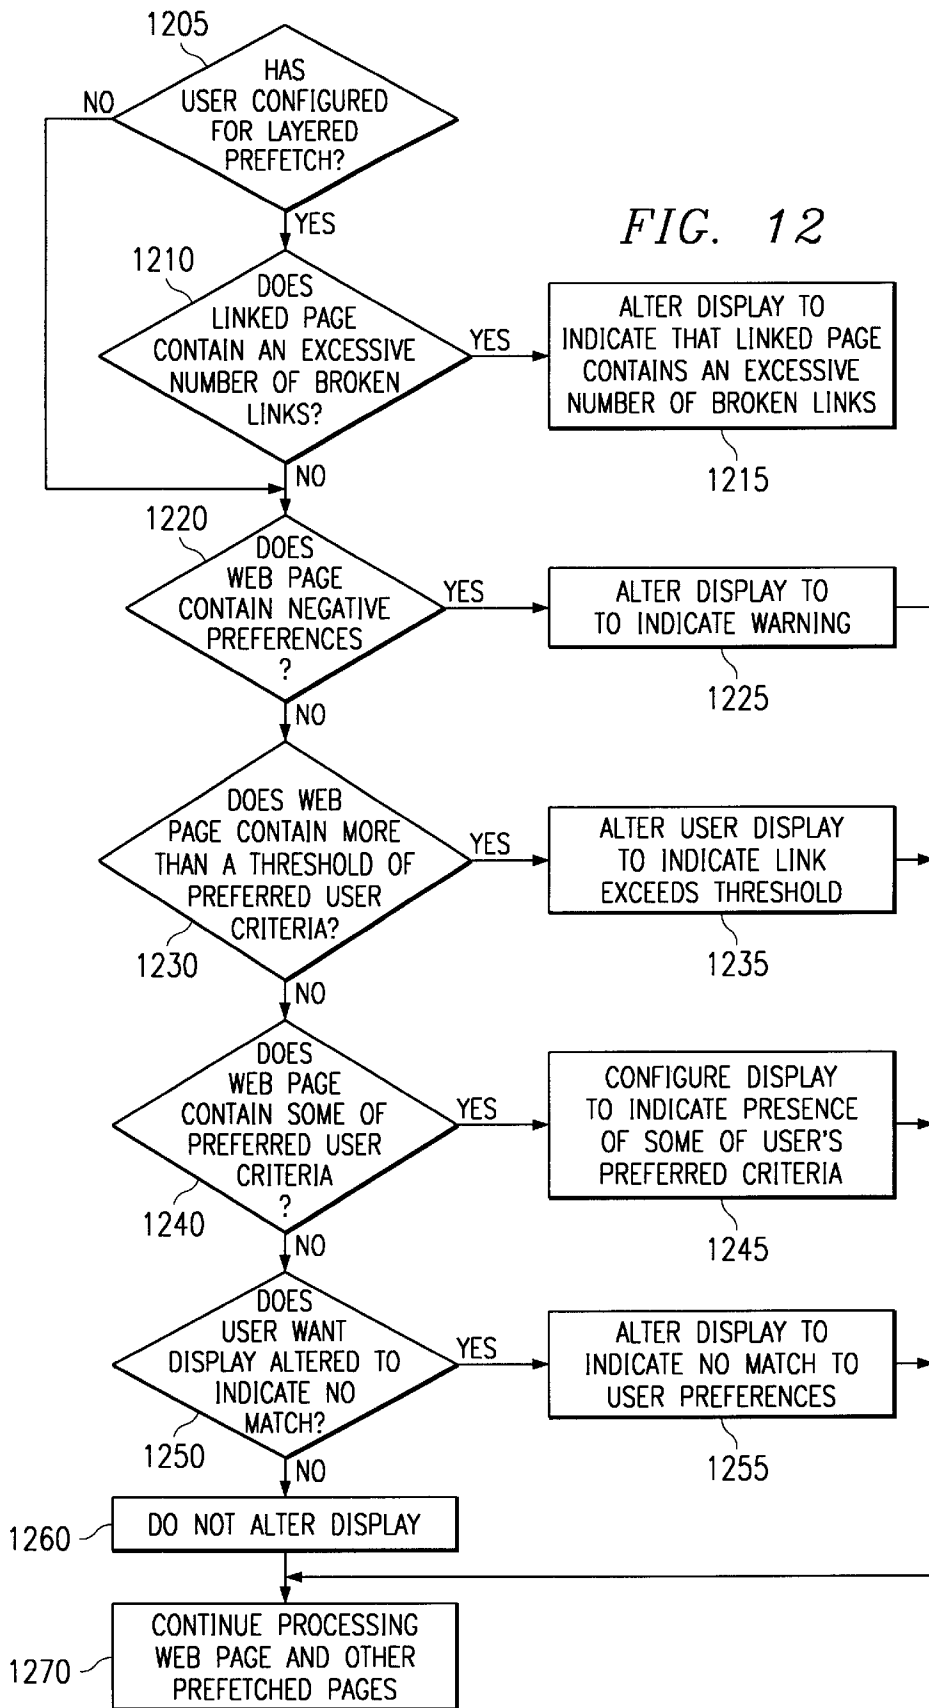 1205
HAS
USER CONFIGURED
FOR LAYERED
PREFETCH?
NO
YES
FIG. 12
1210
DOES
LINKED PAGE
CONTAIN AN EXCESSIVE
NUMBER OF BROKEN
LINKS?
YES
ALTER DISPLAY TO
INDICATE THAT LINKED PAGE
CONTAINS AN EXCESSIVE
NUMBER OF BROKEN LINKS
1215
NO
1220
DOES
WEB PAGE
CONTAIN NEGATIVE
PREFERENCES
?
YES
ALTER DISPLAY TO
TO INDICATE WARNING
1225
NO
DOES WEB
PAGE CONTAIN MORE
THAN A THRESHOLD OF
PREFERRED USER
CRITERIA?
1230
YES
ALTER USER DISPLAY
TO INDICATE LINK
EXCEEDS THRESHOLD
1235
NO
DOES
WEB PAGE
CONTAIN SOME OF
PREFERRED USER
CRITERIA
?
1240
YES
CONFIGURE DISPLAY
TO INDICATE PRESENCE
OF SOME OF USER'S
PREFERRED CRITERIA
1245
NO
DOES
USER WANT
DISPLAY ALTERED TO
INDICATE NO
MATCH?
1250
YES
ALTER DISPLAY TO
INDICATE NO MATCH TO
USER PREFERENCES
1255
NO
DO NOT ALTER DISPLAY
1260
CONTINUE PROCESSING
WEB PAGE AND OTHER
PREFETCHED PAGES
1270